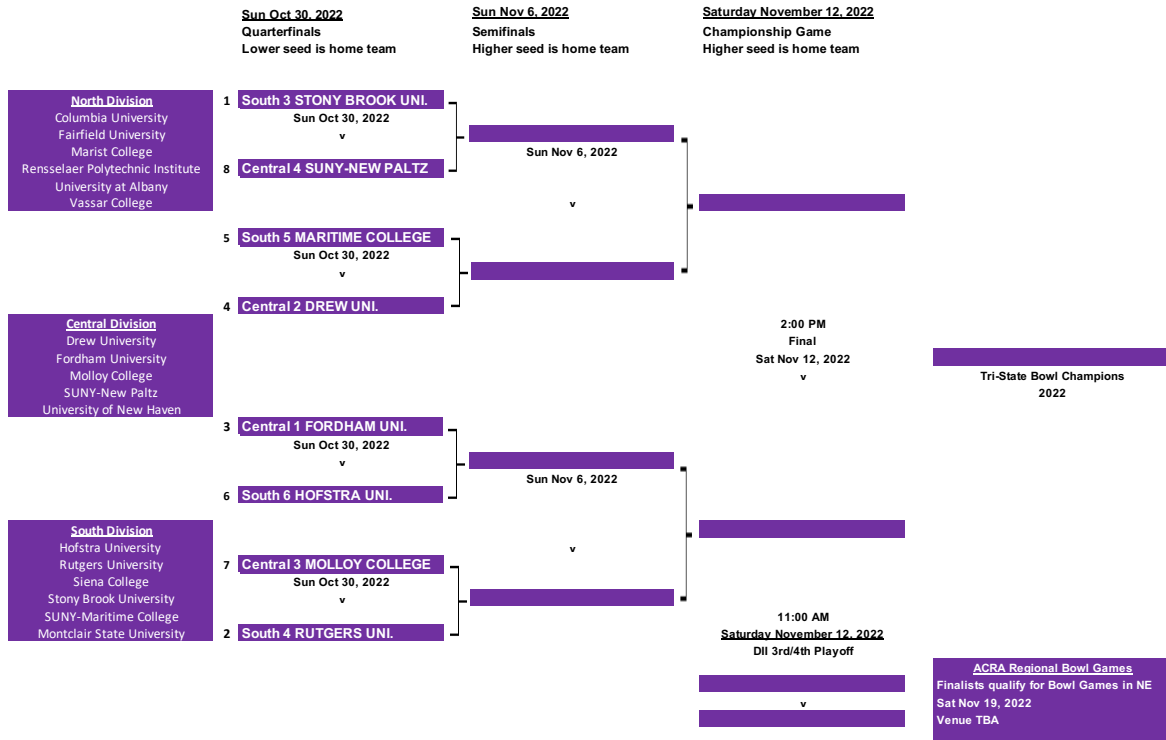 Sun Oct 30, 2022
Quarterfinals
Lower seed is home team
Sun Nov 6, 2022
Semifinals
Higher seed is home team
Saturday November 12, 2022
Championship Game
Higher seed is home team
North Division
Columbia University
Fairfield University
Marist College
Rensselaer Polytechnic Institute
University at Albany
Vassar College
1 South 3 STONY BROOK UNI.
Sun Oct 30, 2022
v
8 Central 4 SUNY-NEW PALTZ
Sun Nov 6, 2022
v
5 South 5 MARITIME COLLEGE
Sun Oct 30, 2022
v
4 Central 2 DREW UNI.
Central Division
Drew University
Fordham University
Molloy College
SUNY-New Paltz
University of New Haven
2:00 PM
Final
Sat Nov 12, 2022
v
Tri-State Bowl Champions
2022
3 Central 1 FORDHAM UNI.
Sun Oct 30, 2022
v
6 South 6 HOFSTRA UNI.
Sun Nov 6, 2022
v
South Division
Hofstra University
Rutgers University
Siena College
Stony Brook University
SUNY-Maritime College
Montclair State University
7 Central 3 MOLLOY COLLEGE
Sun Oct 30, 2022
v
2 South 4 RUTGERS UNI.
11:00 AM
Saturday November 12, 2022
DII 3rd/4th Playoff
v
ACRA Regional Bowl Games
Finalists qualify for Bowl Games in NE
Sat Nov 19, 2022
Venue TBA